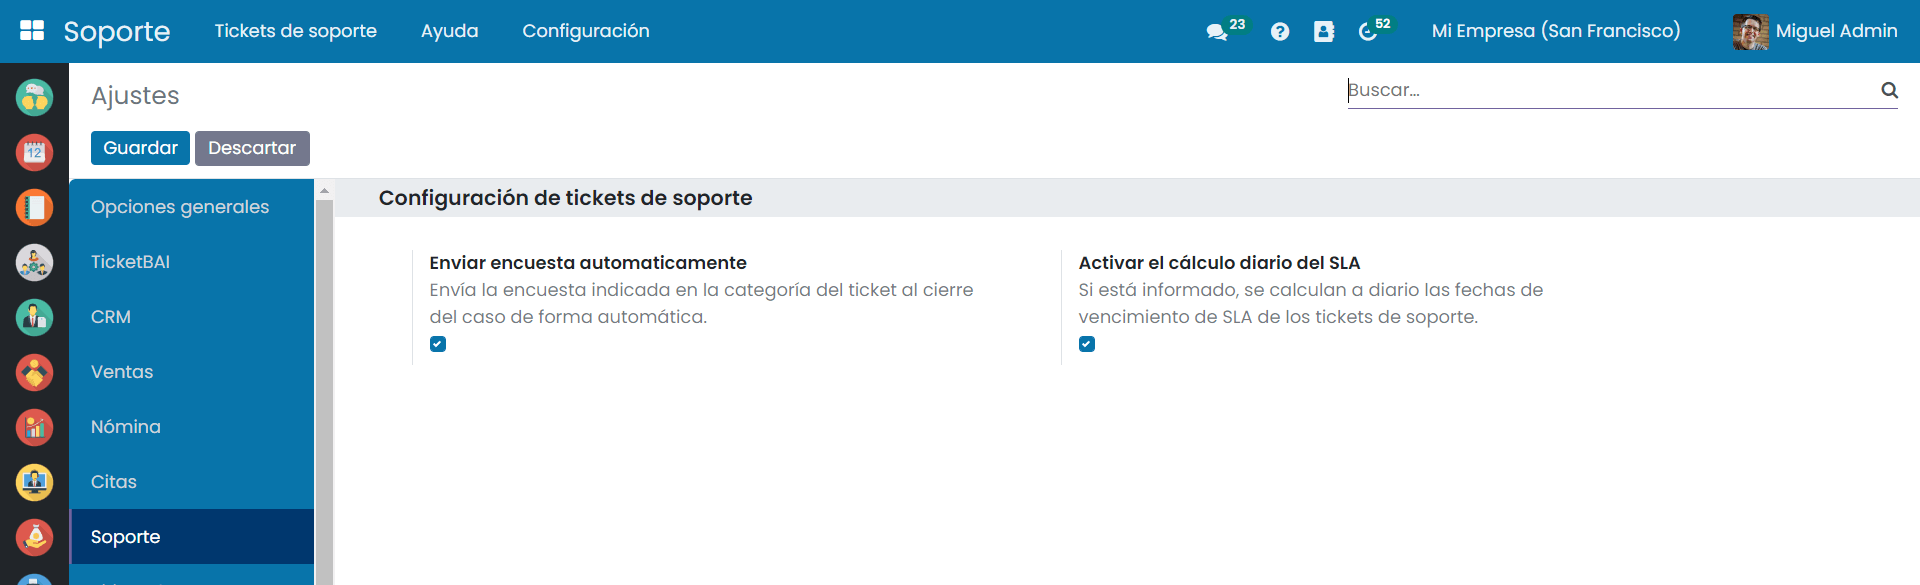 Soporte
Tickets de soporte
Ayuda
Configuración
23
52
Mi Empresa (San Francisco)
Miguel Admin
Ajustes
Buscar...
Guardar
Descartar
12
Opciones generales
TicketBAI
CRM
Ventas
Nómina
Citas
Soporte
Configuración de tickets de soporte
Enviar encuesta automaticamente
Envía la encuesta indicada en la categoría del ticket al cierre
del caso de forma automática.
Activar el cálculo diario del SLA
Si está informado, se calculan a diario las fechas de
vencimiento de SLA de los tickets de soporte.